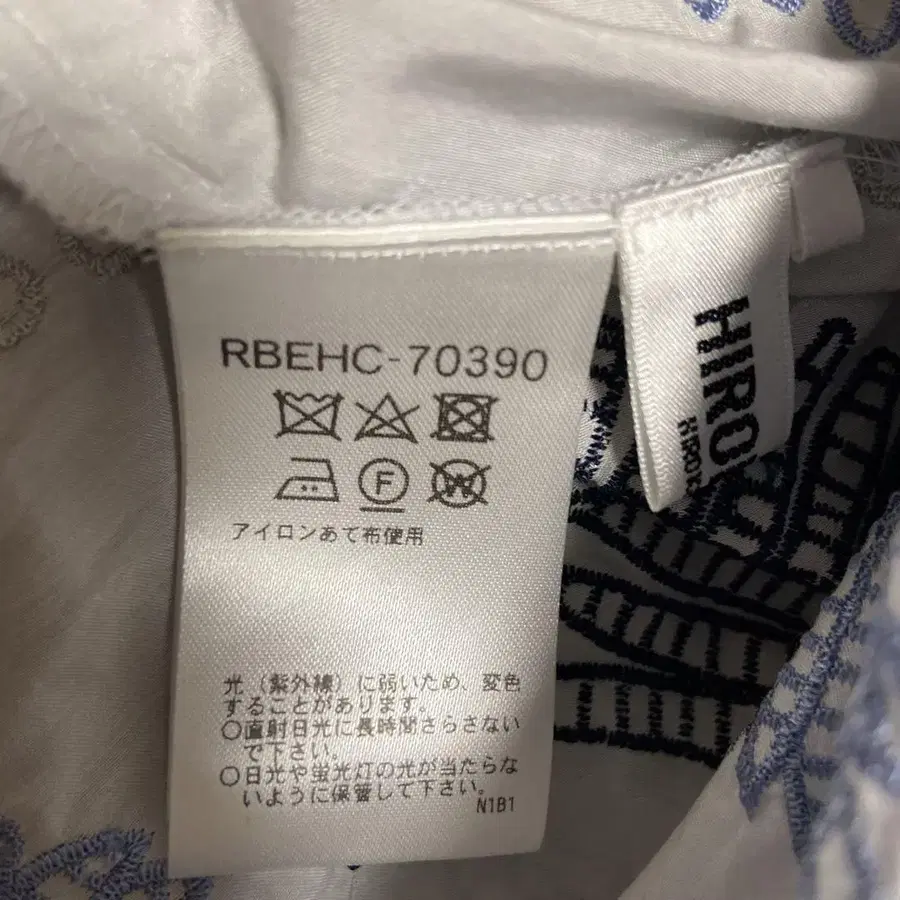 RBEHC-70390
F
W
アイロンあて布使用
光（紫外線）に弱いため、変色
することがあります。
○直射日光に長時間さらさない
で下さい。
○日光や蛍光灯の光が当たらな
いように保管して下さい。
N1B1
HIRO
HIROKO